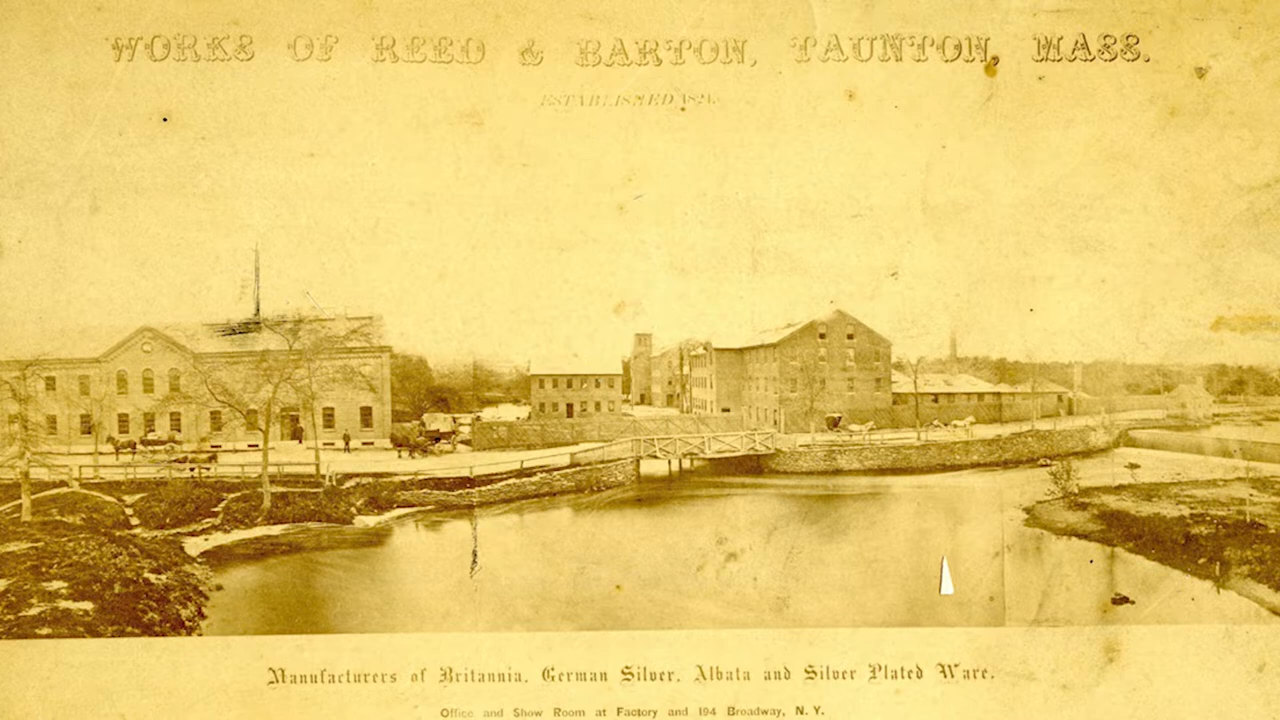 WORKS OF REED & BARTON, TAUNTON, MASS.
ESTABLISHED 1824.
Manufacturers of Britannia, German Silver, Albata and Silver Plated Ware.
Office and Show Room at Factory and 194 Broadway, N. Y.